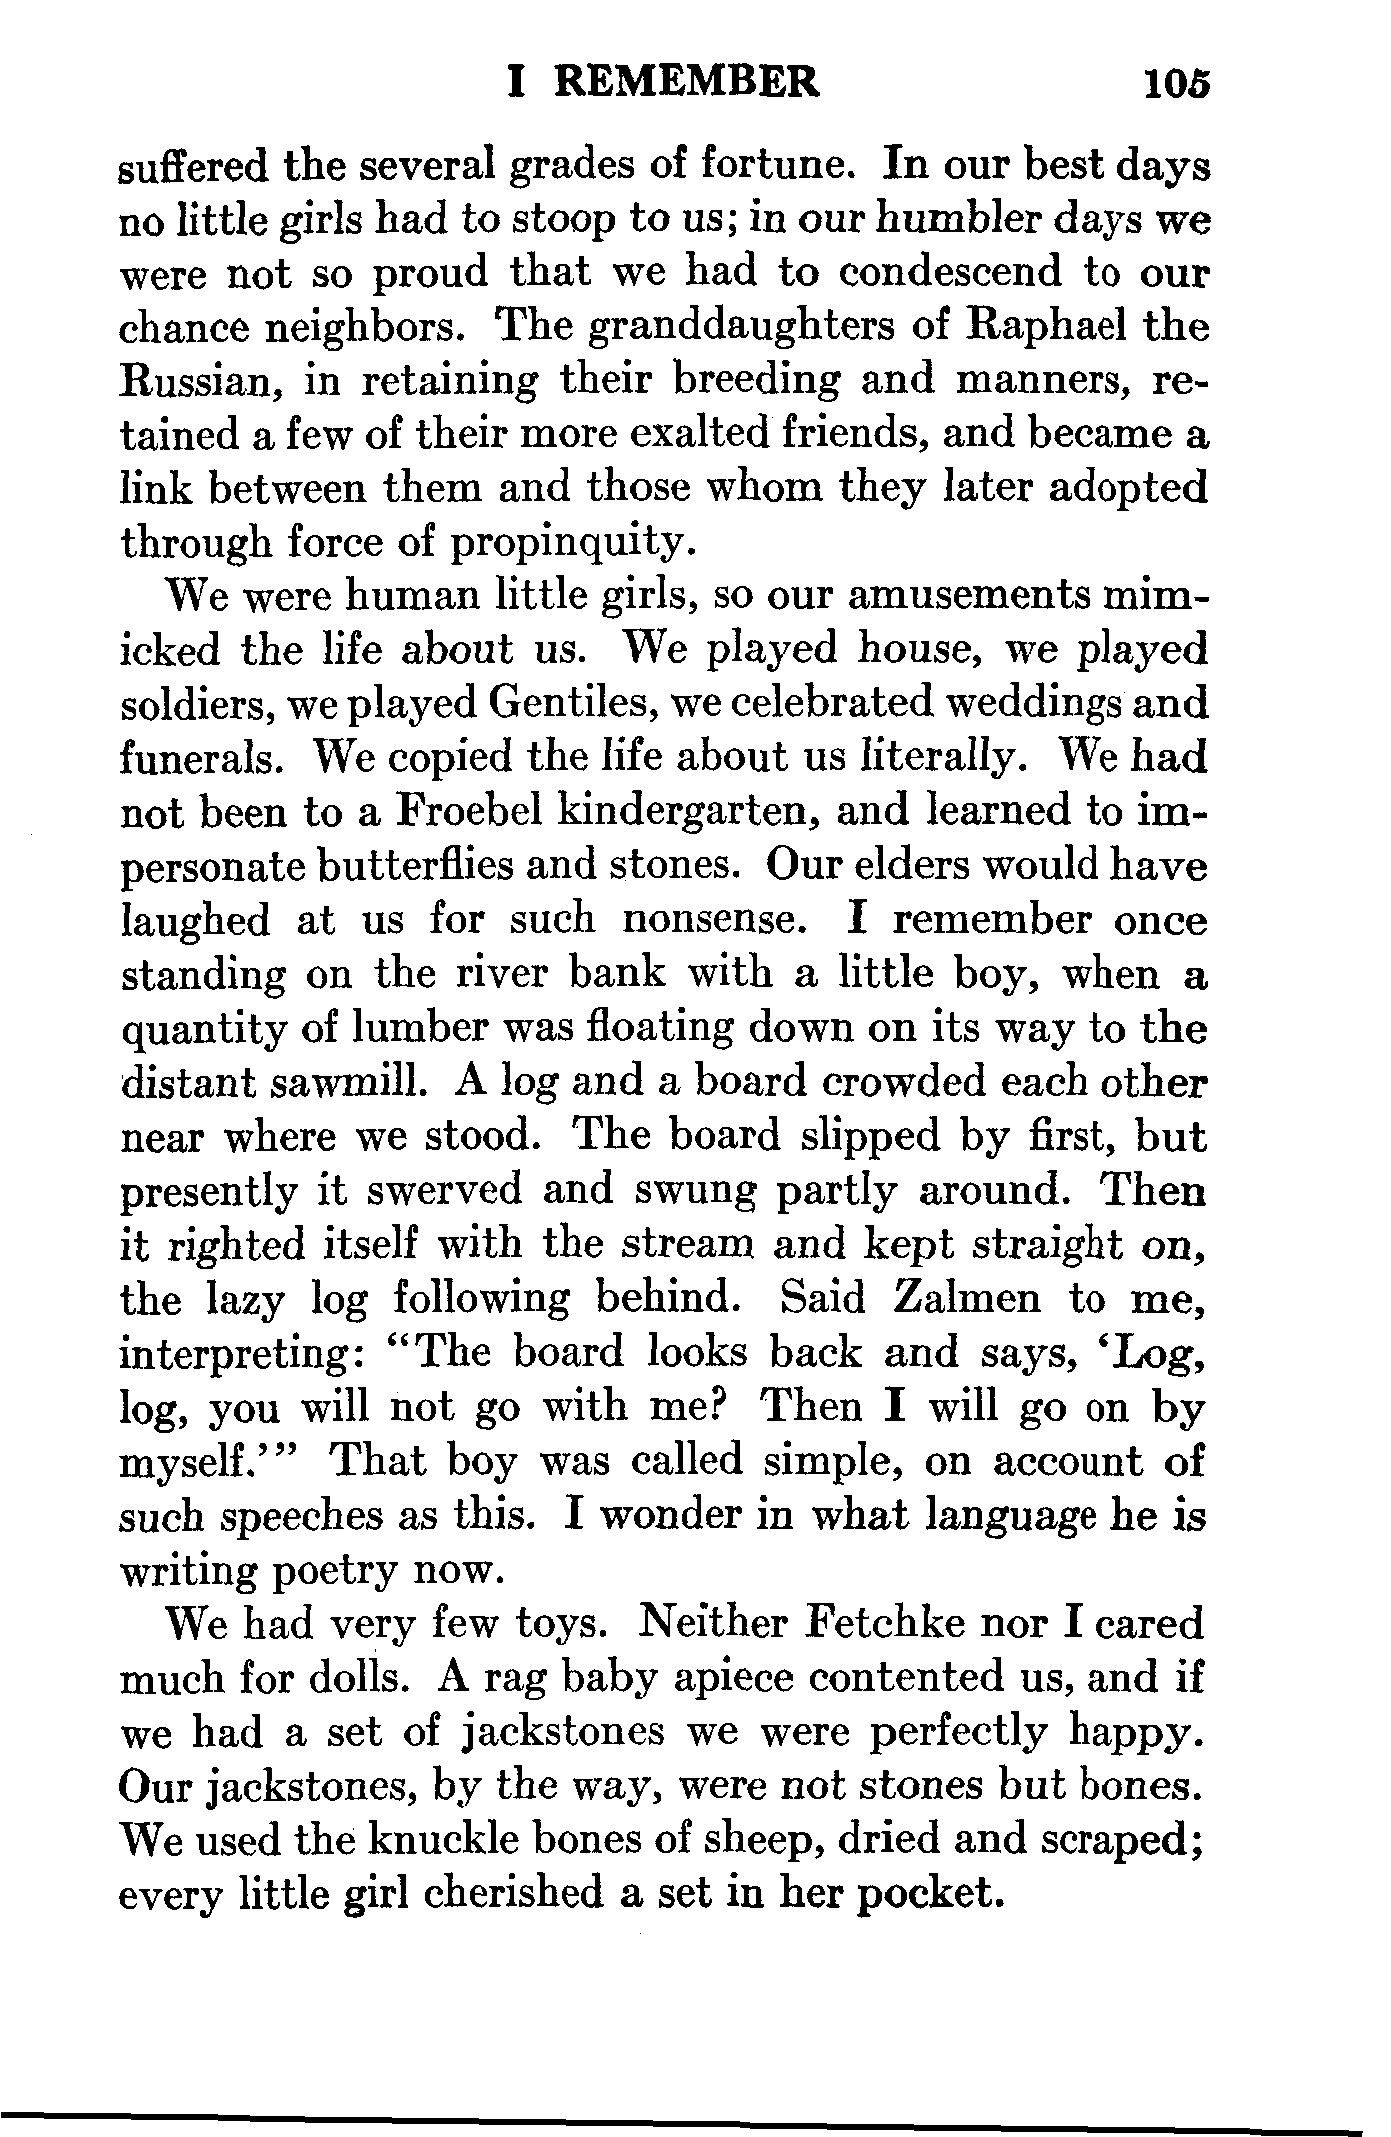 I REMEMBER 105
suffered the several grades of fortune. In our best days
no little girls had to stoop to us; in our humbler days we
were not so proud that we had to condescend to our
chance neighbors. The granddaughters of Raphael the
Russian, in retaining their breeding and manners, re-
tained a few of their more exalted friends, and became a
link between them and those whom they later adopted
through force of propinquity.
We were human little girls, so our amusements mim-
icked the life about us. We played house, we played
soldiers, we played Gentiles, we celebrated weddings and
funerals. We copied the life about us literally. We had
not been to a Froebel kindergarten, and learned to im-
personate butterflies and stones. Our elders would have
laughed at us for such nonsense. I remember once
standing on the river bank with a little boy, when a
quantity of lumber was floating down on its way to the
distant sawmill. A log and a board crowded each other
near where we stood. The board slipped by first, but
presently it swerved and swung partly around. Then
it righted itself with the stream and kept straight on,
the lazy log following behind. Said Zalmen to me,
interpreting: “The board looks back and says, ‘Log,
log, you will not go with me? Then I will go on by
myself.’” That boy was called simple, on account of
such speeches as this. I wonder in what language he is
writing poetry now.
We had very few toys. Neither Fetchke nor I cared
much for dolls. A rag baby apiece contented us, and if
we had a set of jackstones we were perfectly happy.
Our jackstones, by the way, were not stones but bones.
We used the knuckle bones of sheep, dried and scraped;
every little girl cherished a set in her pocket.